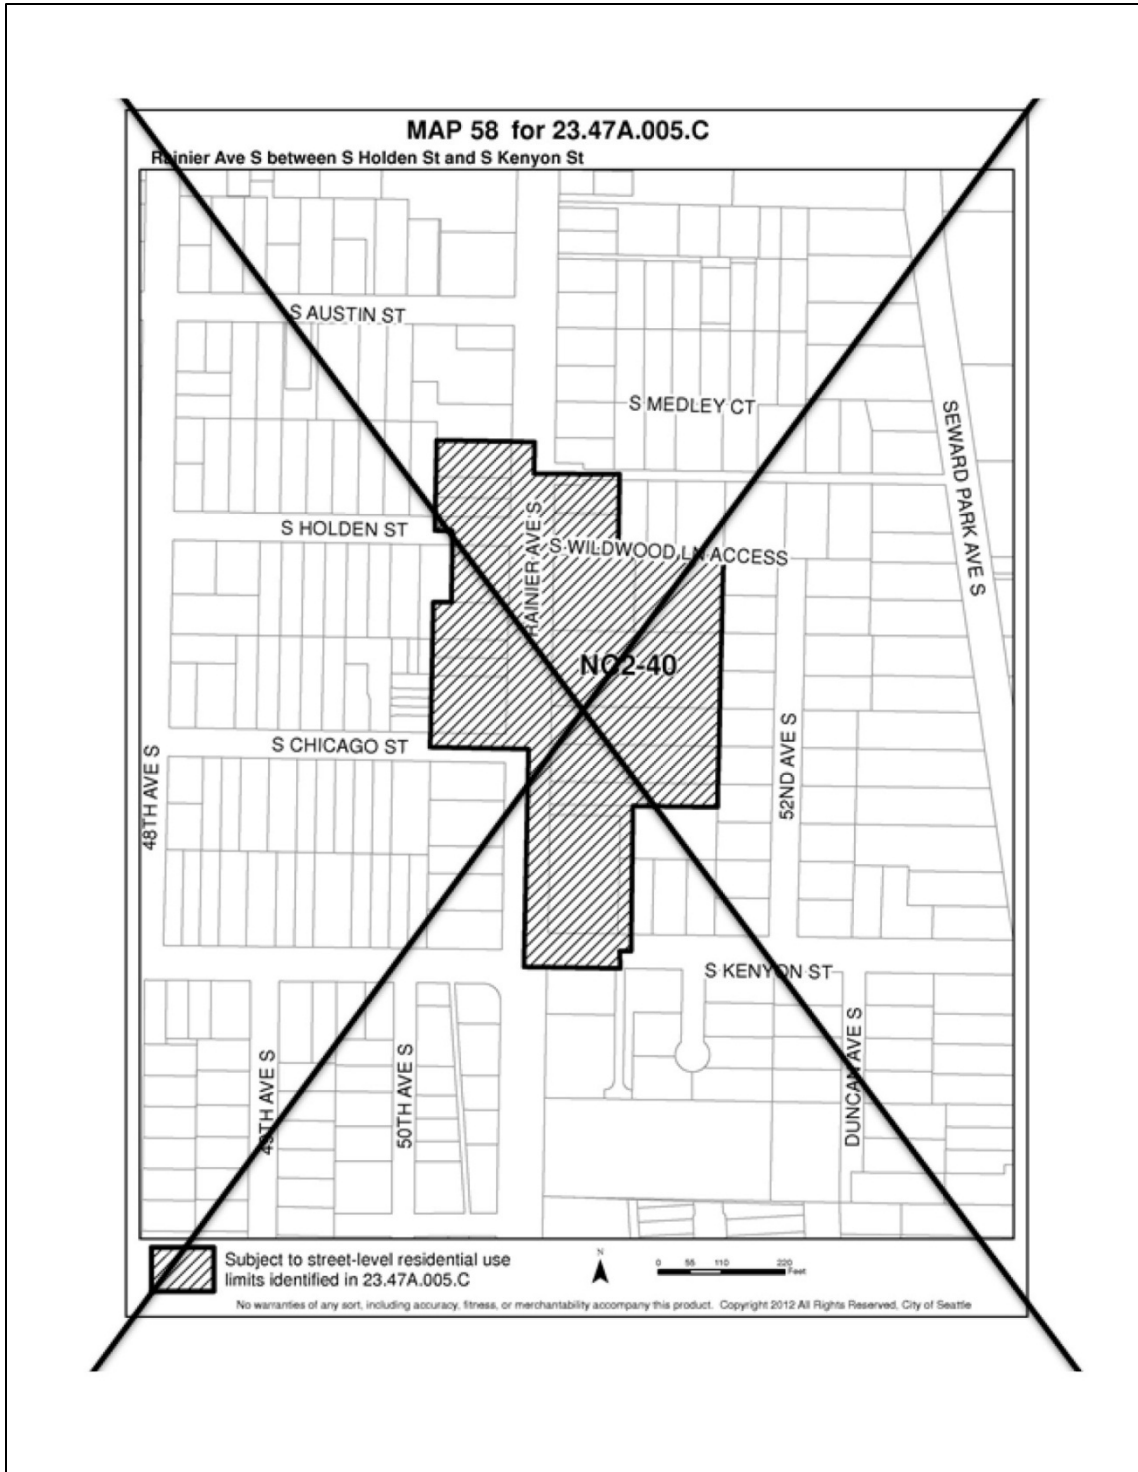 MAP 58 for 23.47A.005.C
Rainier Ave S between S Holden St and S Kenyon St
S AUSTIN ST
S MEDLEY CT
SEWARD PARK AVE S
S HOLDEN ST
RAINIER AVE S
S WILDWOOD LN ACCESS
NC2-40
S CHICAGO ST
48TH AVE S
52ND AVE S
S KENYON ST
49TH AVE S
50TH AVE S
DUNCAN AVE S
Subject to street-level residential use
limits identified in 23.47A.005.C
N
0 55 110 220
Feet
No warranties of any sort, including accuracy, fitness, or merchantability accompany this product. Copyright 2012 All Rights Reserved, City of Seattle